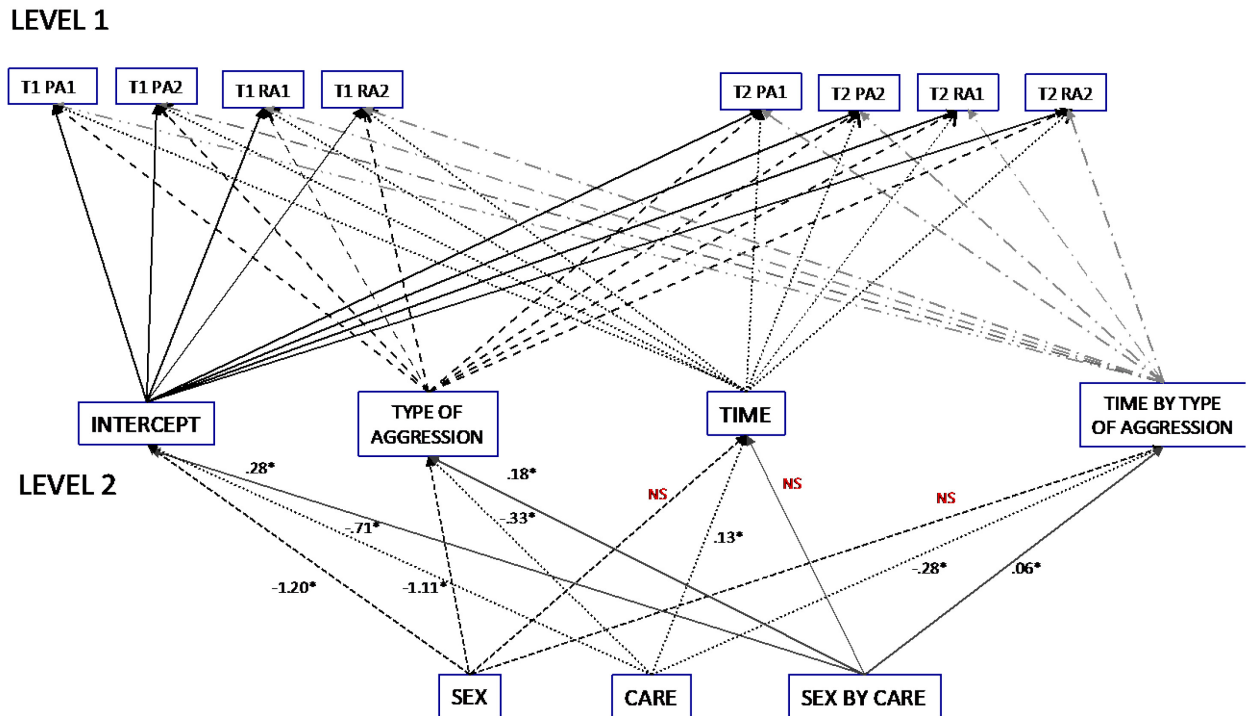 LEVEL 1
T1 PA1
T1 PA2
T1 RA1
T1 RA2
T2 PA1
T2 PA2
T2 RA1
T2 RA2
INTERCEPT
TYPE OF
AGGRESSION
TIME
TIME BY TYPE
OF AGGRESSION
LEVEL 2
.28*
.18*
NS
NS
NS
-.71*
-.33*
.13*
-.28*
.06*
-1.20*
-1.11*
SEX
CARE
SEX BY CARE